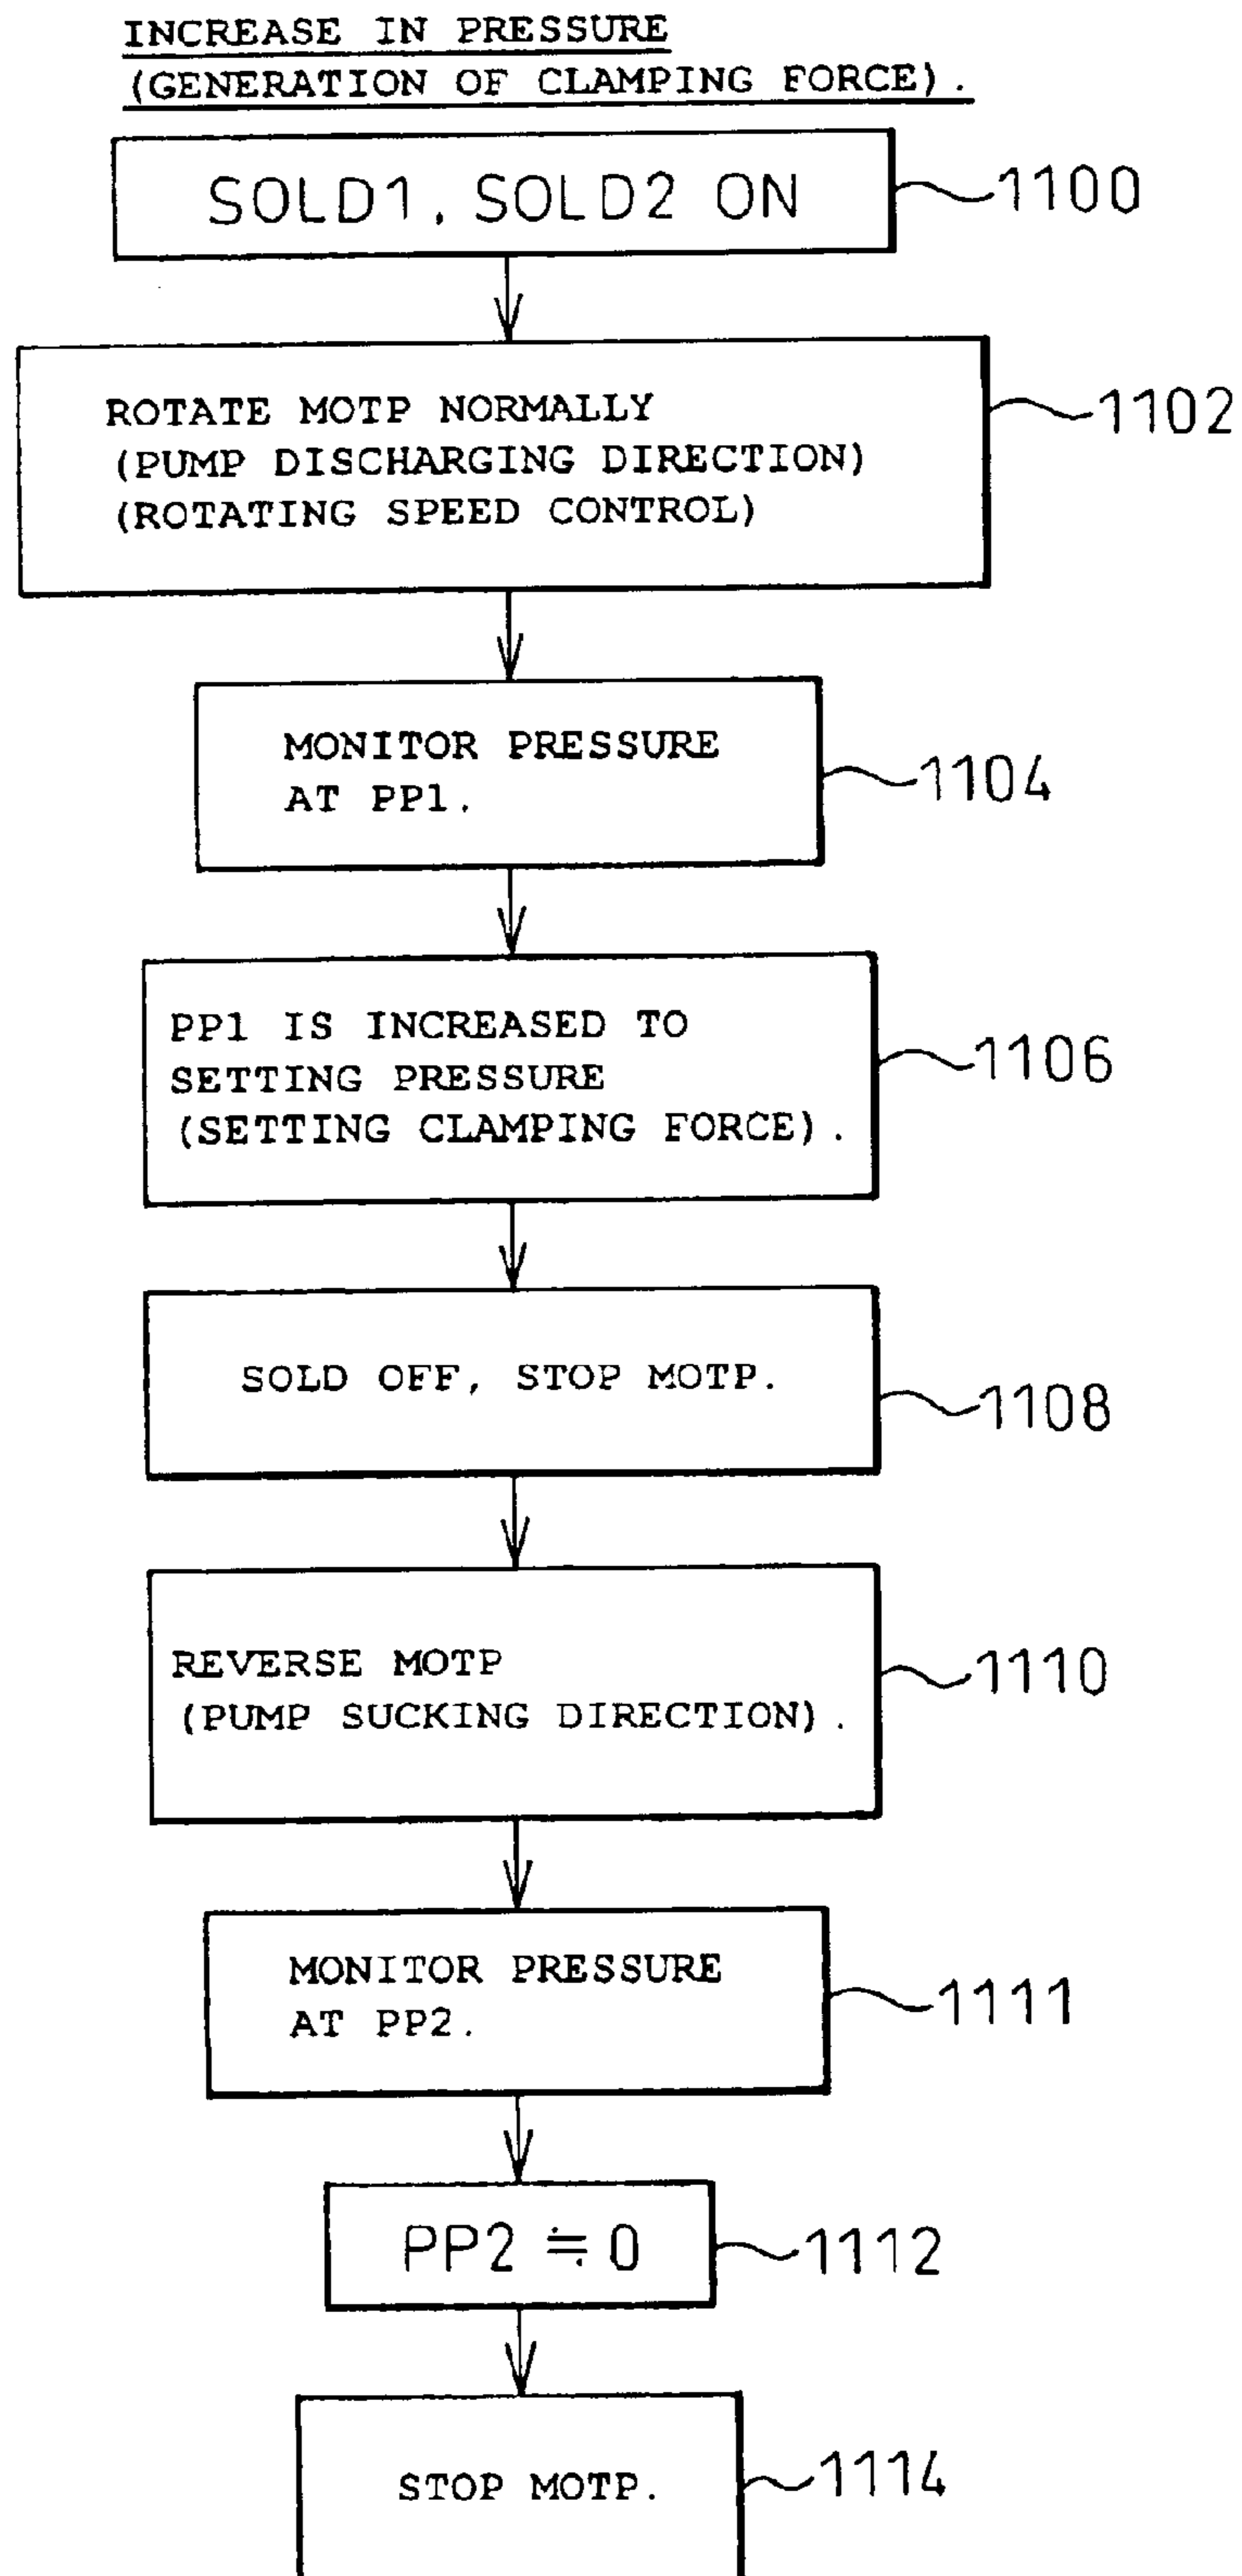 INCREASE IN PRESSURE
(GENERATION OF CLAMPING FORCE).
SOLD1, SOLD2 ON
1100
ROTATE MOTP NORMALLY
(PUMP DISCHARGING DIRECTION)
(ROTATING SPEED CONTROL)
1102
MONITOR PRESSURE
AT PP1.
1104
PP1 IS INCREASED TO
SETTING PRESSURE
(SETTING CLAMPING FORCE).
1106
SOLD OFF, STOP MOTP.
1108
REVERSE MOTP
(PUMP SUCKING DIRECTION).
1110
MONITOR PRESSURE
AT PP2.
1111
PP2 ≒ 0
1112
STOP MOTP.
1114